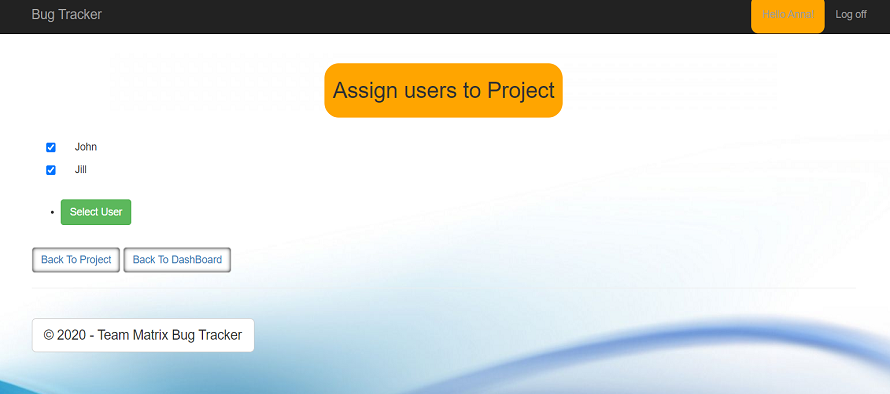 Bug Tracker Hello Anna! Log off
Assign users to Project
John
Jill
Select User
Back To Project Back To DashBoard
© 2020 - Team Matrix Bug Tracker